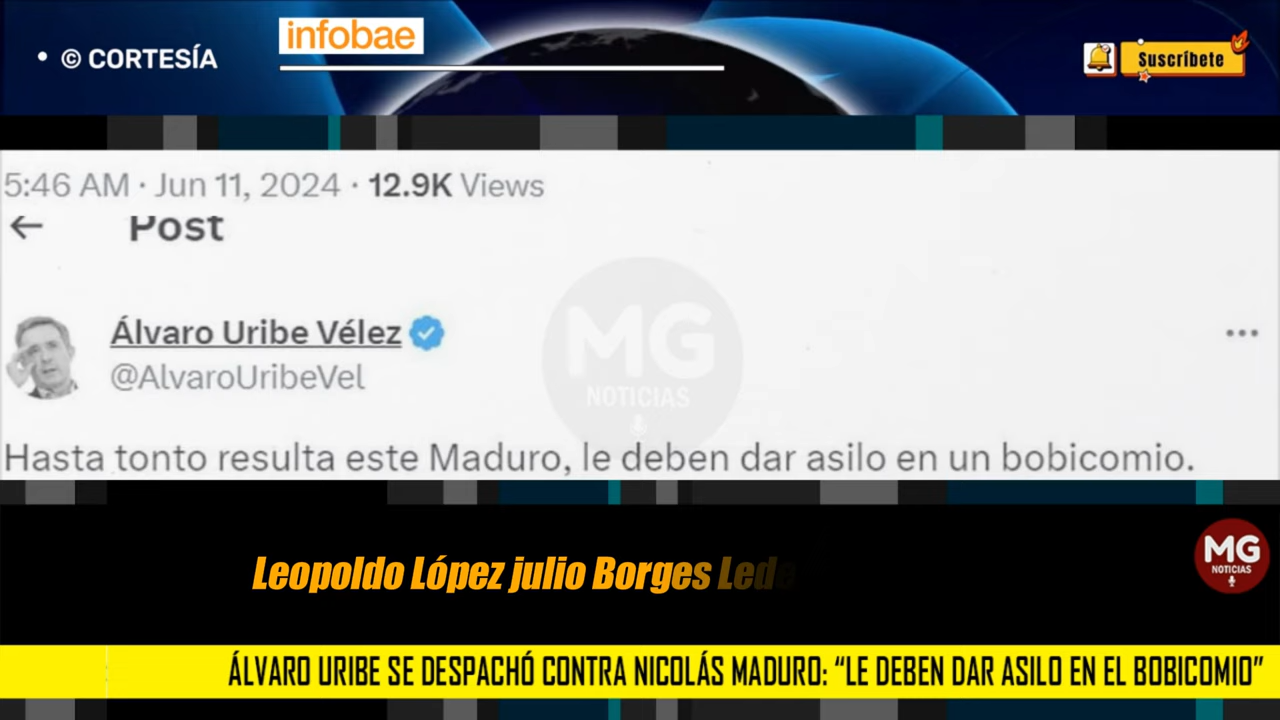 • © CORTESÍA
infobae
Suscríbete
5:46 AM · Jun 11, 2024 · 12.9K Views
Post
Álvaro Uribe Vélez
@AlvaroUribeVel
MG
NOTICIAS
Hasta tonto resulta este Maduro, le deben dar asilo en un bobicomio.
Leopoldo López julio Borges Lede
MG
NOTICIAS
ÁLVARO URIBE SE DESPACHÓ CONTRA NICOLÁS MADURO: “LE DEBEN DAR ASILO EN EL BOBICOMIO”